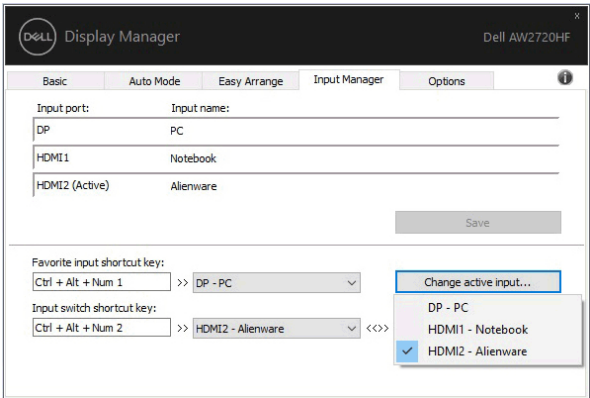 x
DELL Display Manager Dell AW2720HF
Basic Auto Mode Easy Arrange Input Manager Options i
Input port: Input name:
DP PC
HDMI1 Notebook
HDMI2 (Active) Alienware
Save
Favorite input shortcut key:
Ctrl + Alt + Num 1 >> DP - PC Change active input...
Input switch shortcut key:
DP - PC
Ctrl + Alt + Num 2 >> HDMI2 - Alienware <<>> HDMI1 - Notebook
HDMI2 - Alienware